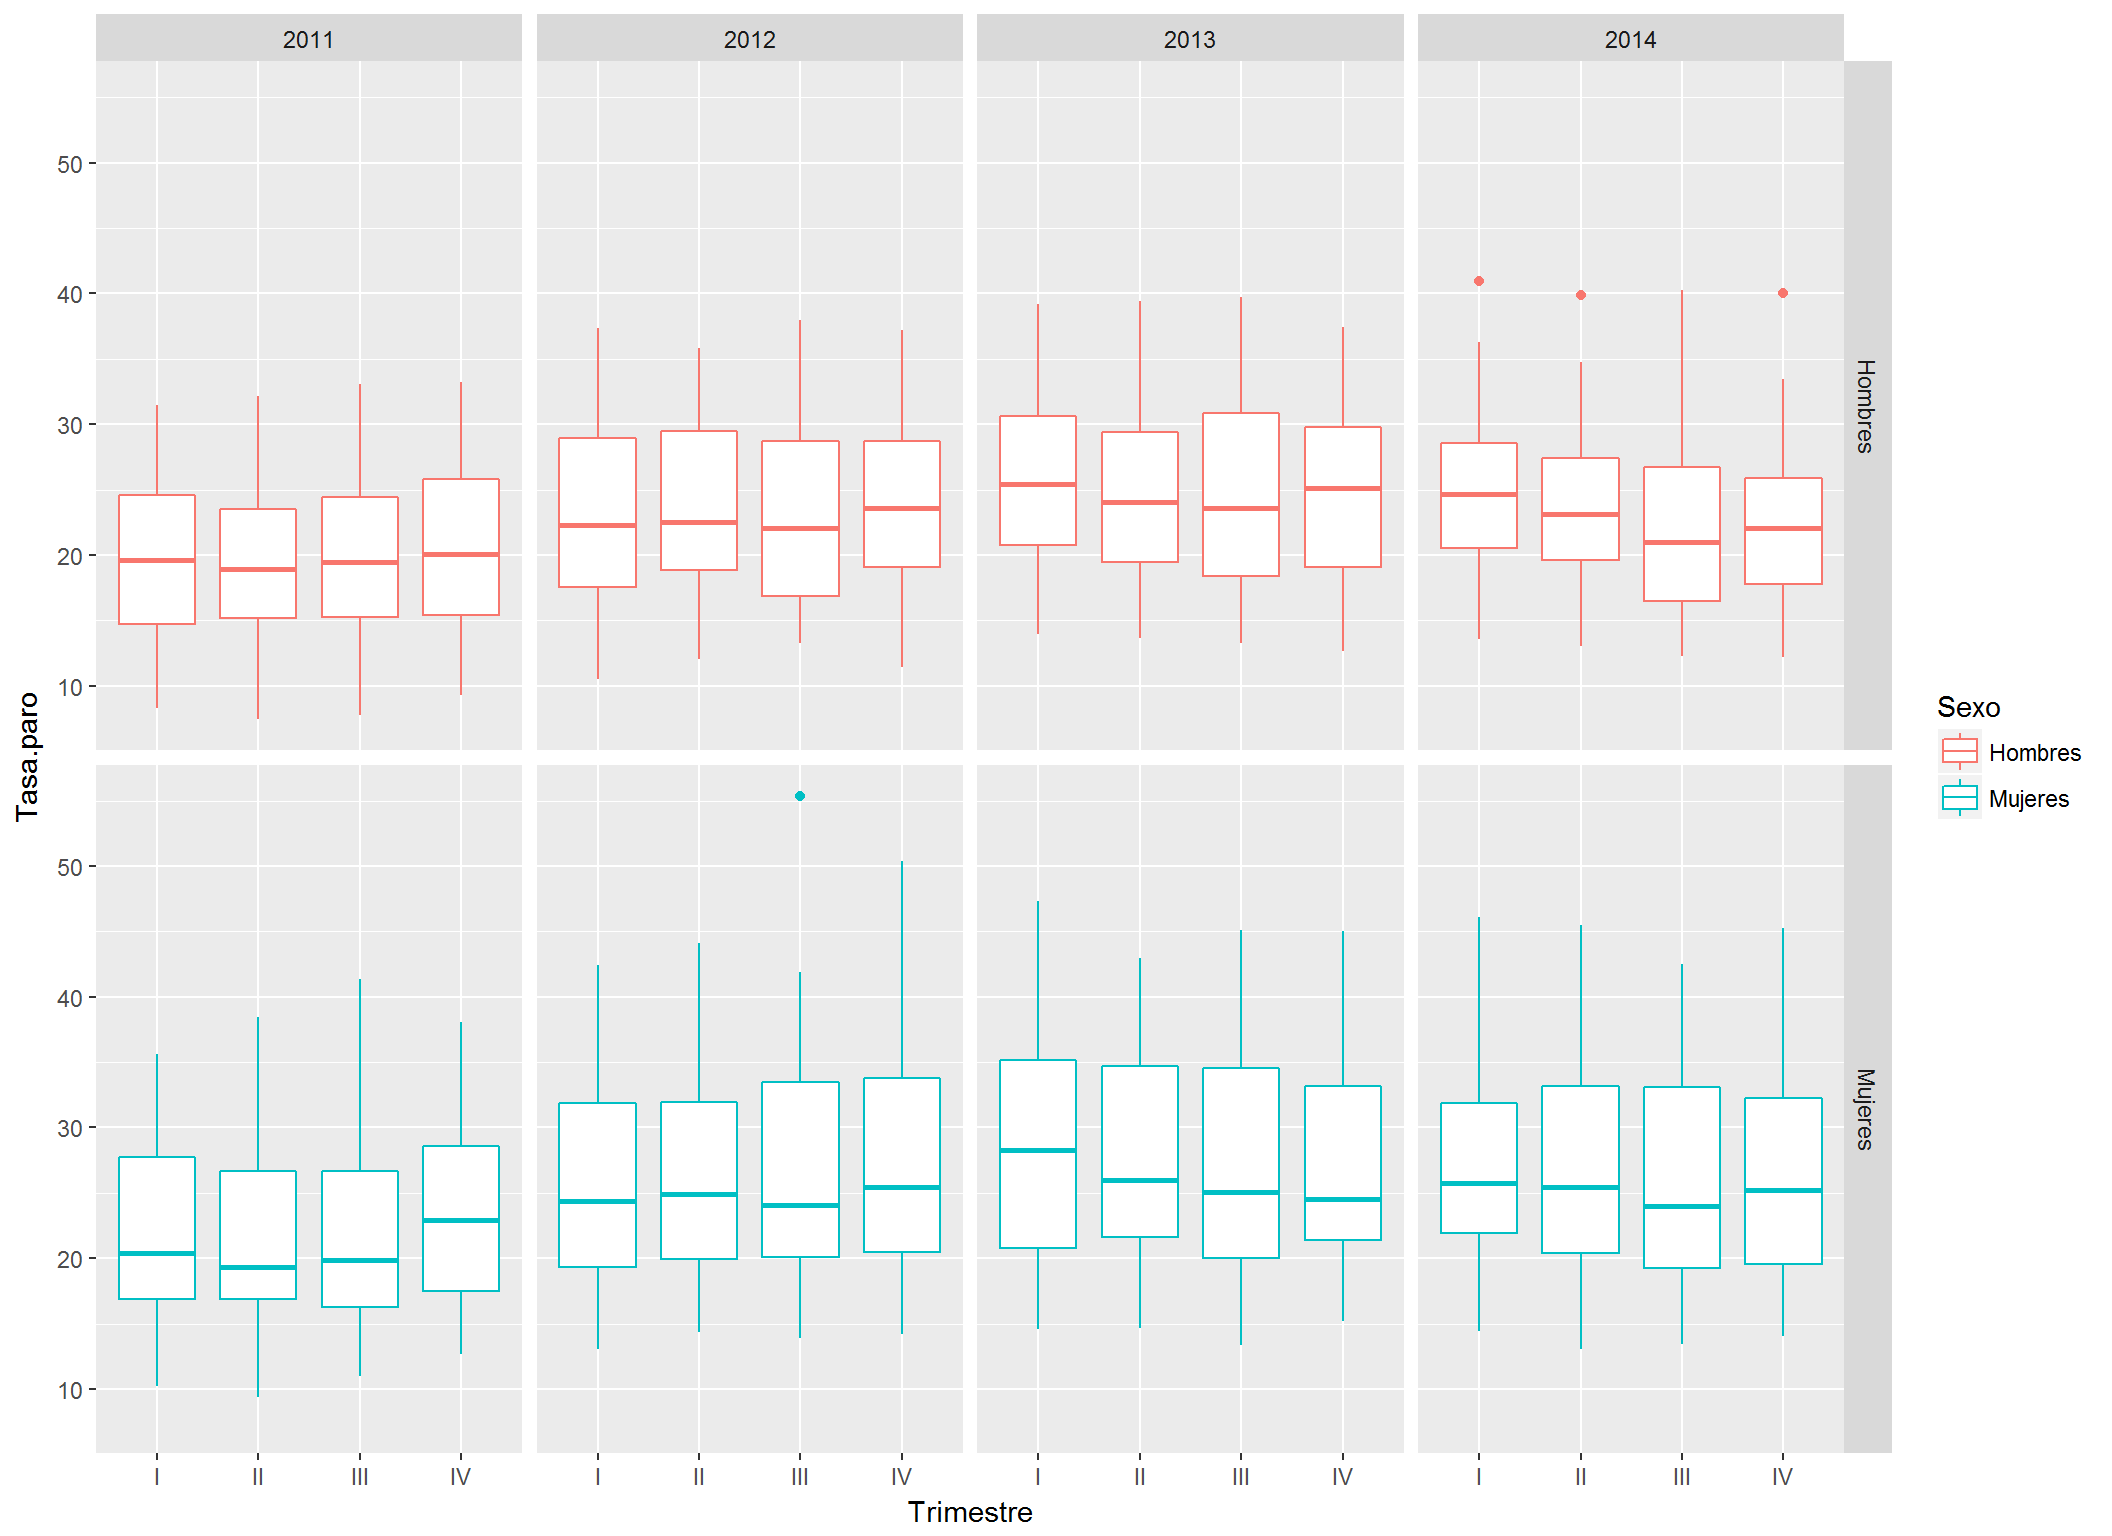 2011 2012 2013 2014
50
40
30
20
10
Hombres
50
40
30
20
10
Mujeres
I II III IV I II III IV I II III IV I II III IV
Trimestre
Tasa.paro
Sexo
Hombres
Mujeres